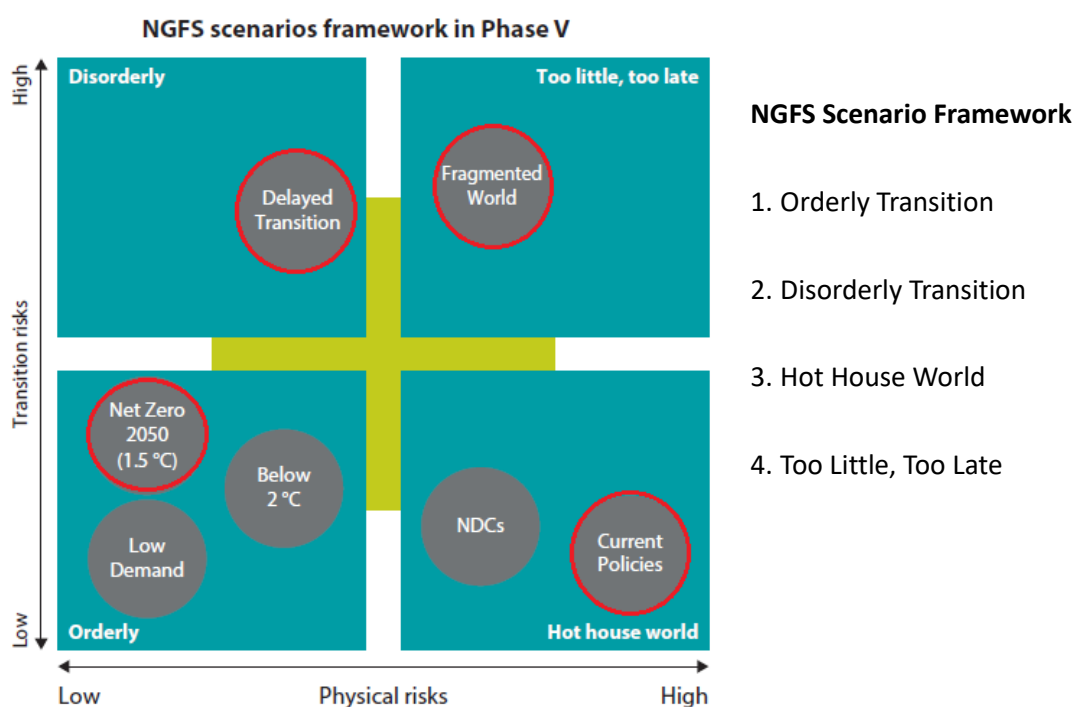 NGFS scenarios framework in Phase V
High
Disorderly
Too little, too late
Delayed
Transition
Fragmented
World
Transition risks
Net Zero
2050
(1.5 °C)
Below
2 °C
Low
Demand
NDCs
Current
Policies
Low
Orderly
Hot house world
Low
Physical risks
High
NGFS Scenario Framework
1. Orderly Transition
2. Disorderly Transition
3. Hot House World
4. Too Little, Too Late